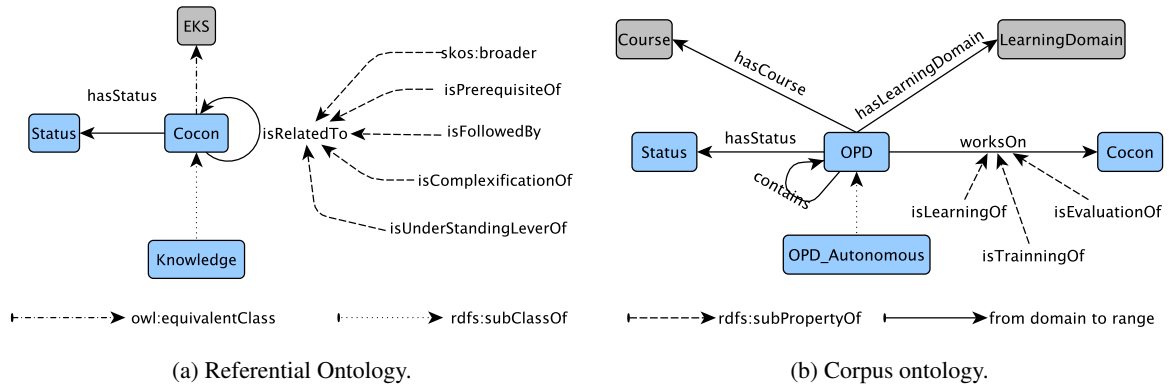 EKS
hasStatus
Status
Cocon
isRelatedTo
skos:broader
isPrerequisiteOf
isFollowedBy
isComplexificationOf
isUnderStandingLeverOf
Knowledge
Course
LearningDomain
hasCourse
hasLearningDomain
hasStatus
Status
OPD
worksOn
Cocon
contains
isLearningOf
isEvaluationOf
isTrainningOf
OPD_Autonomous
owl:equivalentClass
rdfs:subClassOf
rdfs:subPropertyOf
from domain to range
(a) Referential Ontology.
(b) Corpus ontology.